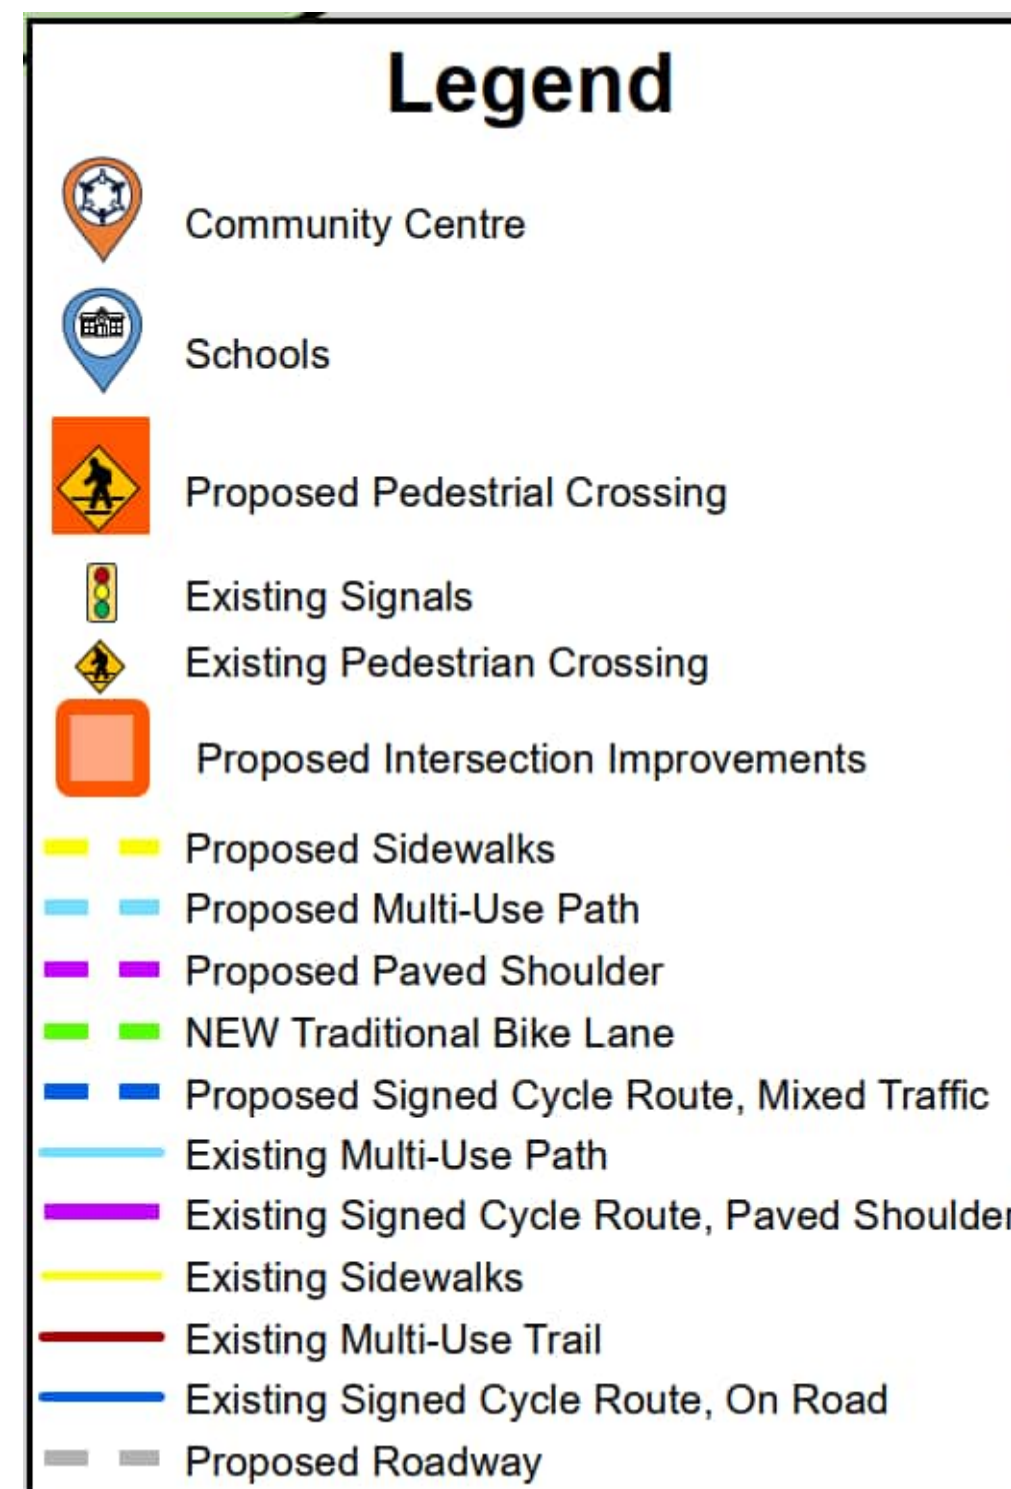 Legend
Community Centre
Schools
Proposed Pedestrial Crossing
Existing Signals
Existing Pedestrian Crossing
Proposed Intersection Improvements
Proposed Sidewalks
Proposed Multi-Use Path
Proposed Paved Shoulder
NEW Traditional Bike Lane
Proposed Signed Cycle Route, Mixed Traffic
Existing Multi-Use Path
Existing Signed Cycle Route, Paved Shoulder
Existing Sidewalks
Existing Multi-Use Trail
Existing Signed Cycle Route, On Road
Proposed Roadway